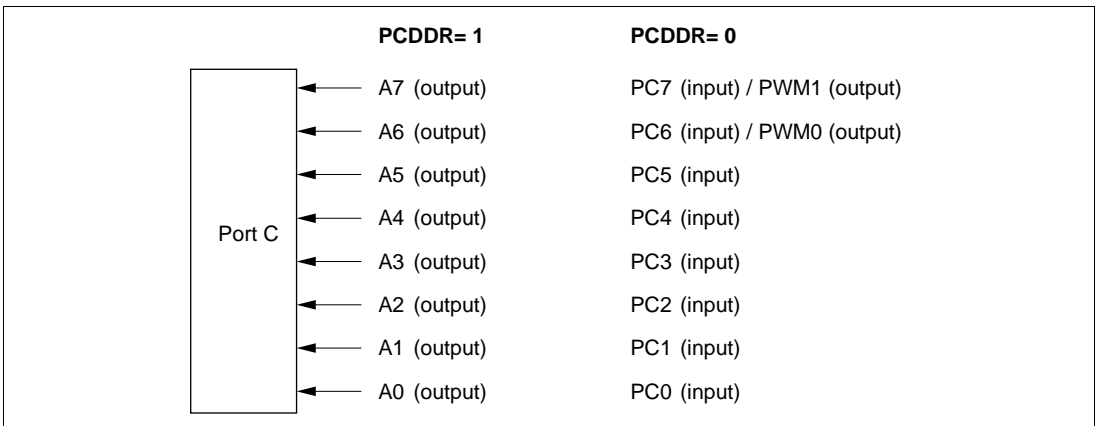 PCDDR= 1 PCDDR= 0
A7 (output) PC7 (input) / PWM1 (output)
A6 (output) PC6 (input) / PWM0 (output)
A5 (output) PC5 (input)
A4 (output) PC4 (input)
Port C
A3 (output) PC3 (input)
A2 (output) PC2 (input)
A1 (output) PC1 (input)
A0 (output) PC0 (input)